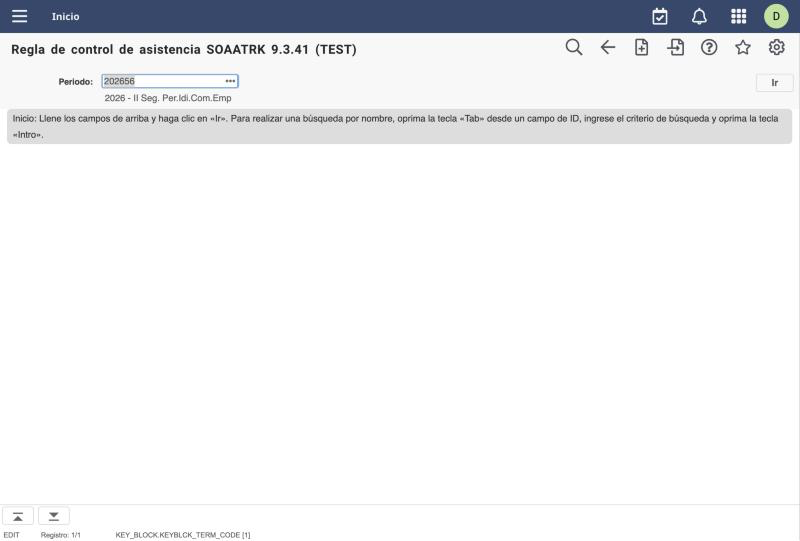 Inicio
D
Regla de control de asistencia SOAATRK 9.3.41 (TEST)
Periodo: 202656
Ir
2026 - II Seg. Per.Idi.Com.Emp
Inicio: Llene los campos de arriba y haga clic en «Ir». Para realizar una búsqueda por nombre, oprima la tecla «Tab» desde un campo de ID, ingrese el criterio de búsqueda y oprima la tecla
«Intro».
EDIT Registro: 1/1 KEY_BLOCK.KEYBLCK_TERM_CODE [1]